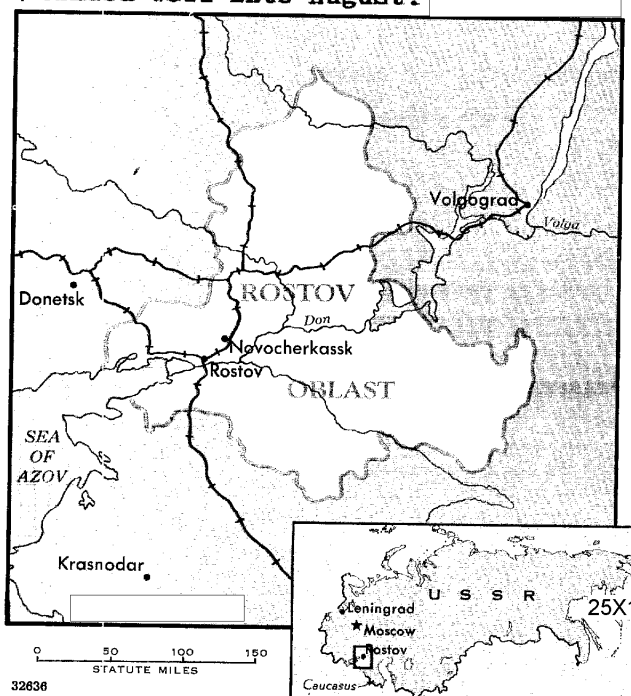 Volgograd
Volga
Donetsk
ROSTOV
Don
Novocherkassk
Rostov
OBLAST
SEA
OF
AZOV
Krasnodar
USSR
Leningrad
Moscow
Rostov
Caucasus
25X1
0 50 100 150
STATUTE MILES
32636